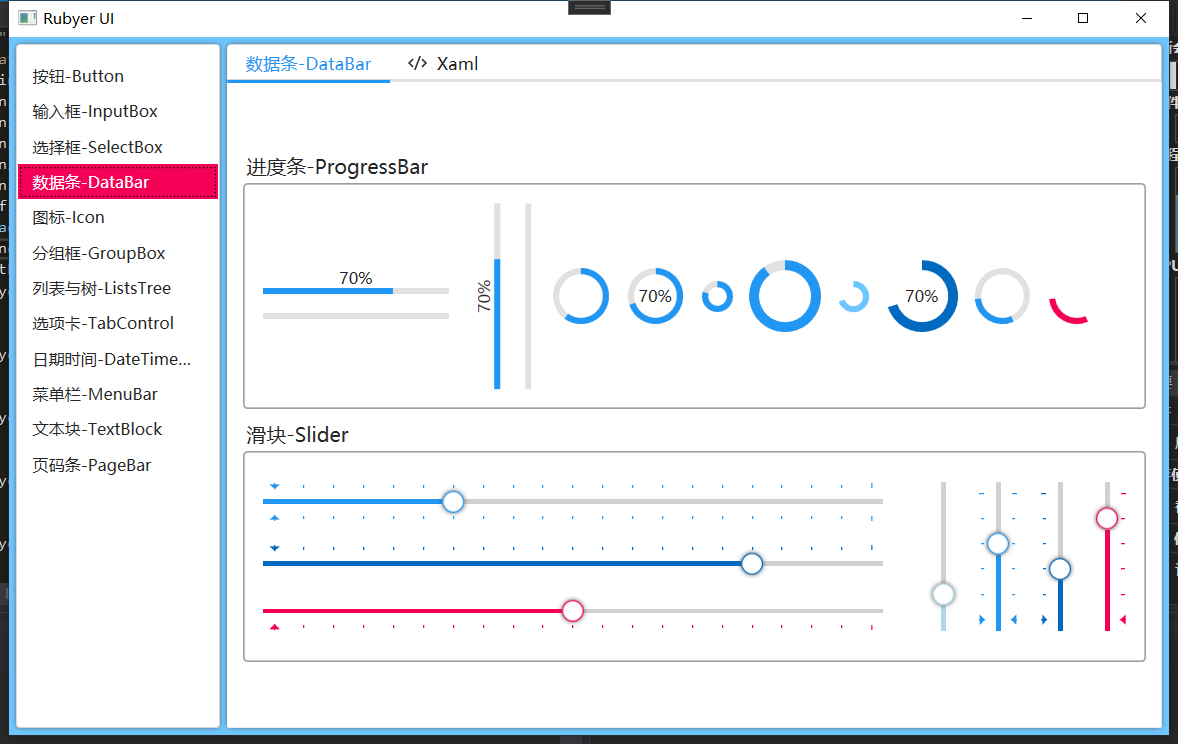 Rubyer UI
按钮-Button
输入框-InputBox
选择框-SelectBox
数据条-DataBar
图标-Icon
分组框-GroupBox
列表与树-ListsTree
选项卡-TabControl
日期时间-DateTime...
菜单栏-MenuBar
文本块-TextBlock
页码条-PageBar
数据条-DataBar
</> Xaml
进度条-ProgressBar
70%
70%
70%
70%
滑块-Slider